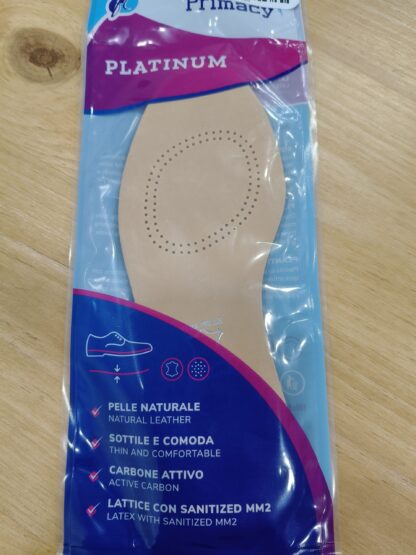 Primacy
PLATINUM
PELLE NATURALE
NATURAL LEATHER
SOTTILE E COMODA
THIN AND COMFORTABLE
CARBONE ATTIVO
ACTIVE CARBON
LATTICE CON SANITIZED MM2
LATEX WITH SANITIZED MM2